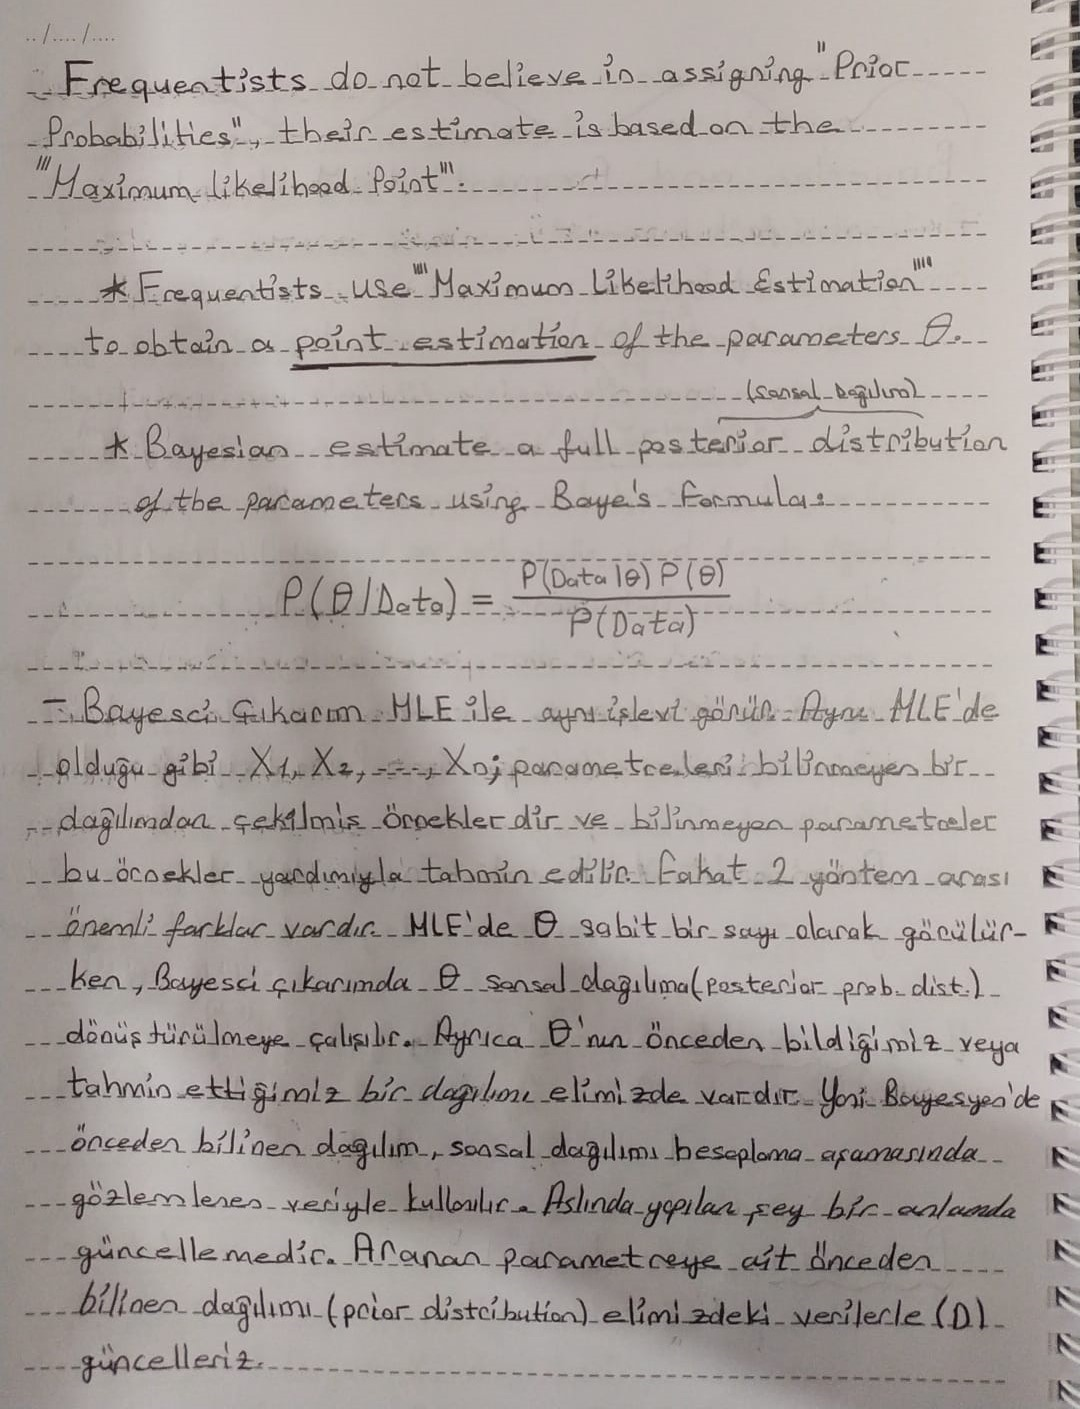 ../..../....
Frequentists do not believe in assigning "Prior
Probabilities", their estimate is based on the
"'Maximum likelihood Point'".
* Frequentists use ""Maximum Likelihood Estimation""
to obtain a point estimation of the parameters θ.
(Sonsal Dağılım)
* Bayesian estimate a full posterior distribution
of the parameters using Baye's Formula:
P(θ|Data) = P(Data|θ) P(θ) / P(Data)
- Bayesci Çıkarım MLE ile aynı işlevi görür. Aynı MLE'de
olduğu gibi X1, X2, ---, Xn; parametreleri bilinmeyen bir
dağılımdan çekilmiş örnekler dir ve bilinmeyen parametreler
bu örnekler yardımıyla tahmin edilir. Fakat 2 yöntem arası
önemli farklar vardır. MLE'de θ sabit bir sayı olarak görülür-
ken, Bayesci çıkarımda θ sonsal dağılıma (Posterior prob. dist.)
dönüştürülmeye çalışılır. Ayrıca θ'nın önceden bildiğimiz veya
tahmin ettiğimiz bir dağılımı elimizde vardır. Yani Bayesyen'de
önceden bilinen dağılım, sonsal dağılımı hesaplama aşamasında
gözlemlenen veriyle kullanılır. Aslında yapılan şey bir anlamda
güncellemedir. Aranan parametreye ait önceden
bilinen dağılımı (prior distribution) elimizdeki verilerle (D)
güncelleriz.